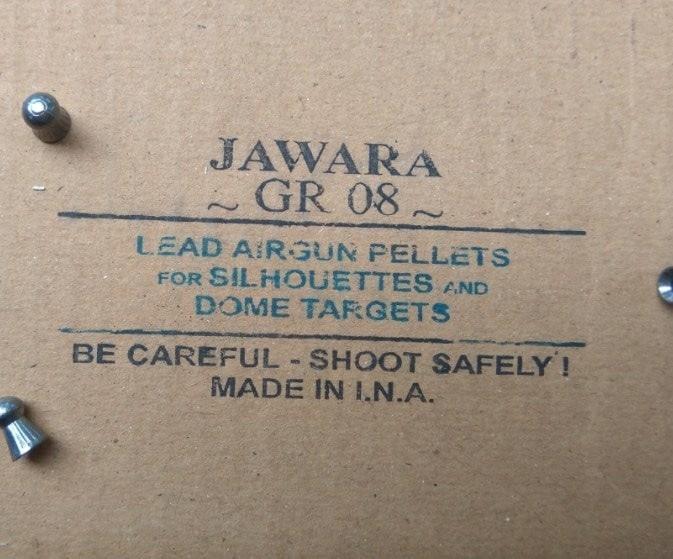 JAWARA
~ GR 08 ~
LEAD AIRGUN PELLETS
FOR SILHOUETTES AND
DOME TARGETS
BE CAREFUL - SHOOT SAFELY !
MADE IN I.N.A.